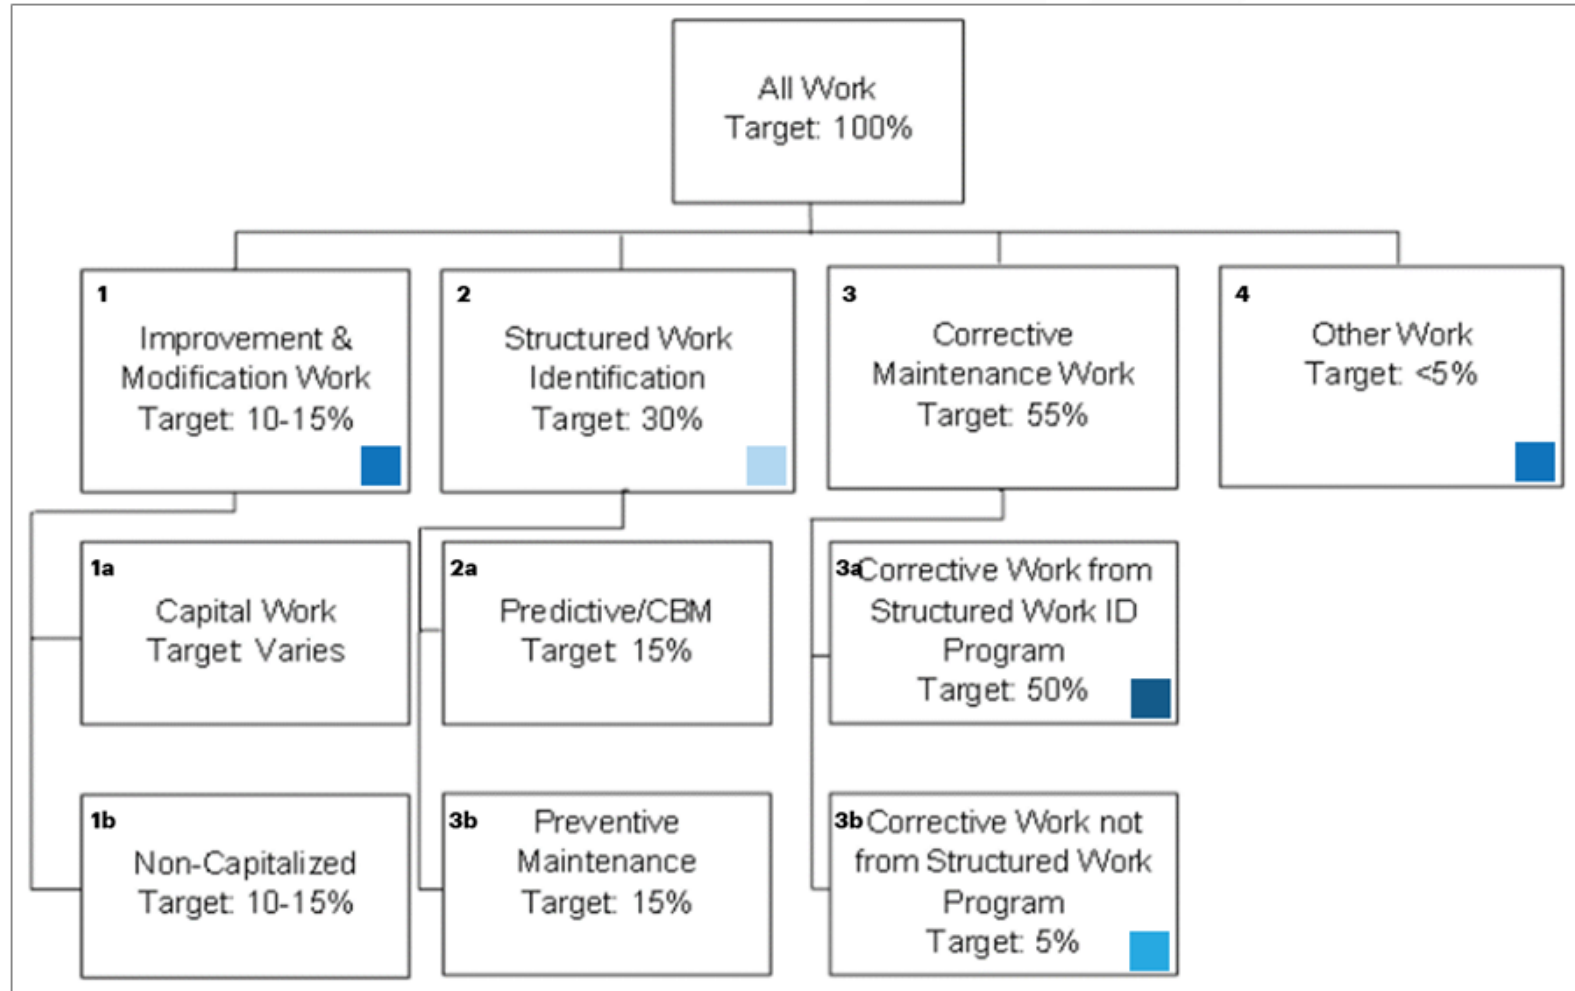 All Work
Target: 100%
1
Improvement &
Modification Work
Target: 10-15%
2
Structured Work
Identification
Target: 30%
3
Corrective
Maintenance Work
Target: 55%
4
Other Work
Target: <5%
1a
Capital Work
Target: Varies
2a
Predictive/CBM
Target: 15%
3a
Corrective Work from
Structured Work ID
Program
Target: 50%
1b
Non-Capitalized
Target: 10-15%
3b
Preventive
Maintenance
Target: 15%
3b
Corrective Work not
from Structured Work
Program
Target: 5%